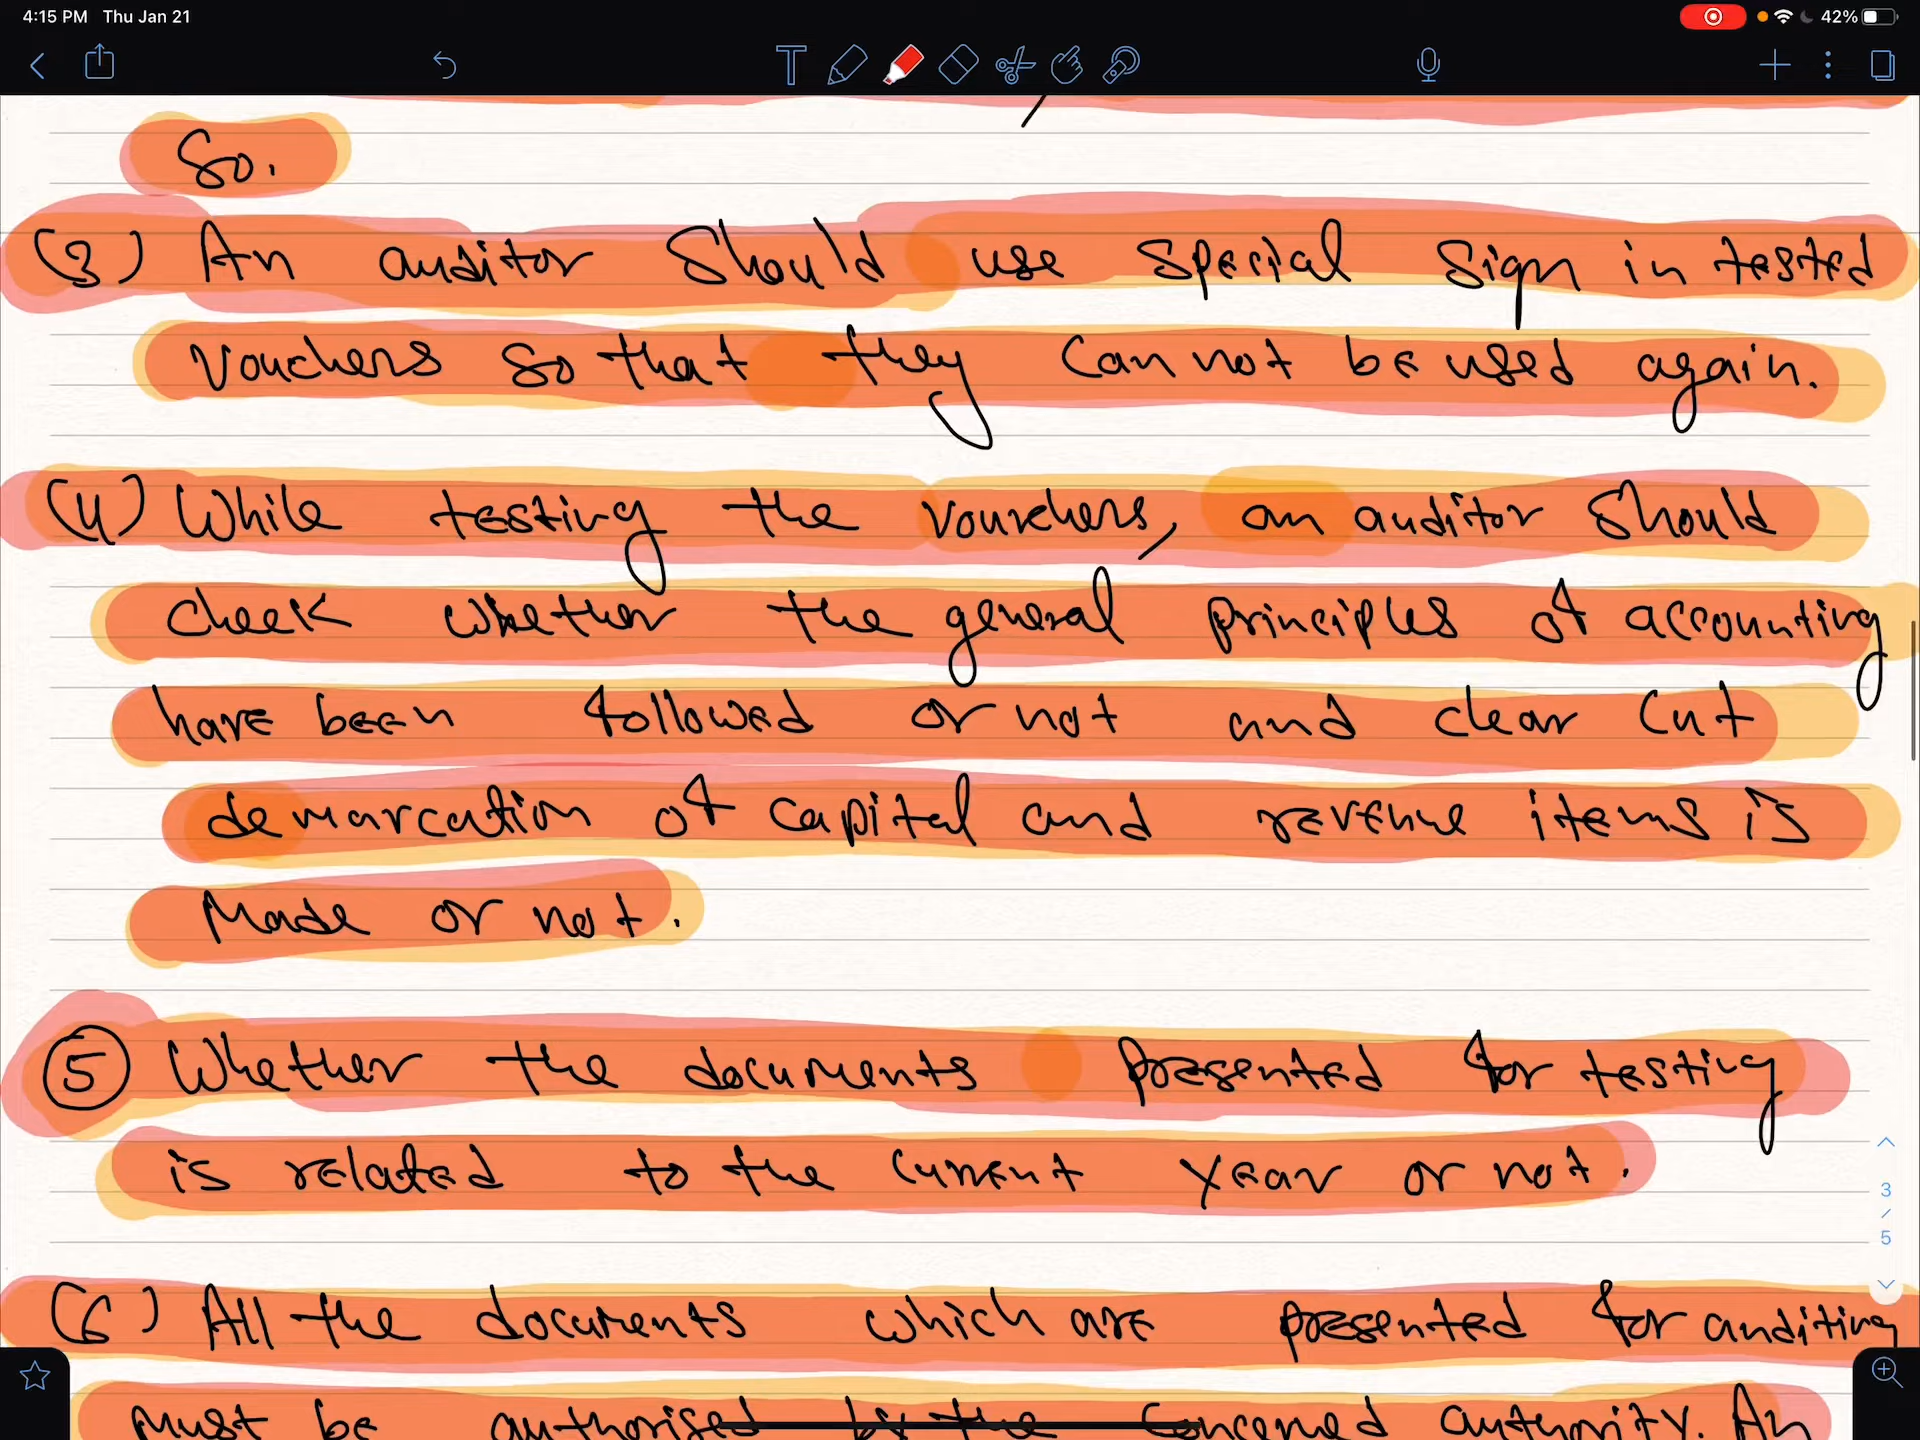 4:15 PM Thu Jan 21
42%
So.
(3) An auditor should use special sign in tested
vouchers so that they can not be used again.
(4) While testing the vouchers, an auditor should
check whether the general principles of accounting
have been followed or not and clear cut
demarcation of capital and revenue items is
made or not.
5 Whether the documents presented for testing
is related to the current year or not.
3
/
5
(6) All the documents which are presented for auditing
must be authorised by the concerned authority. An